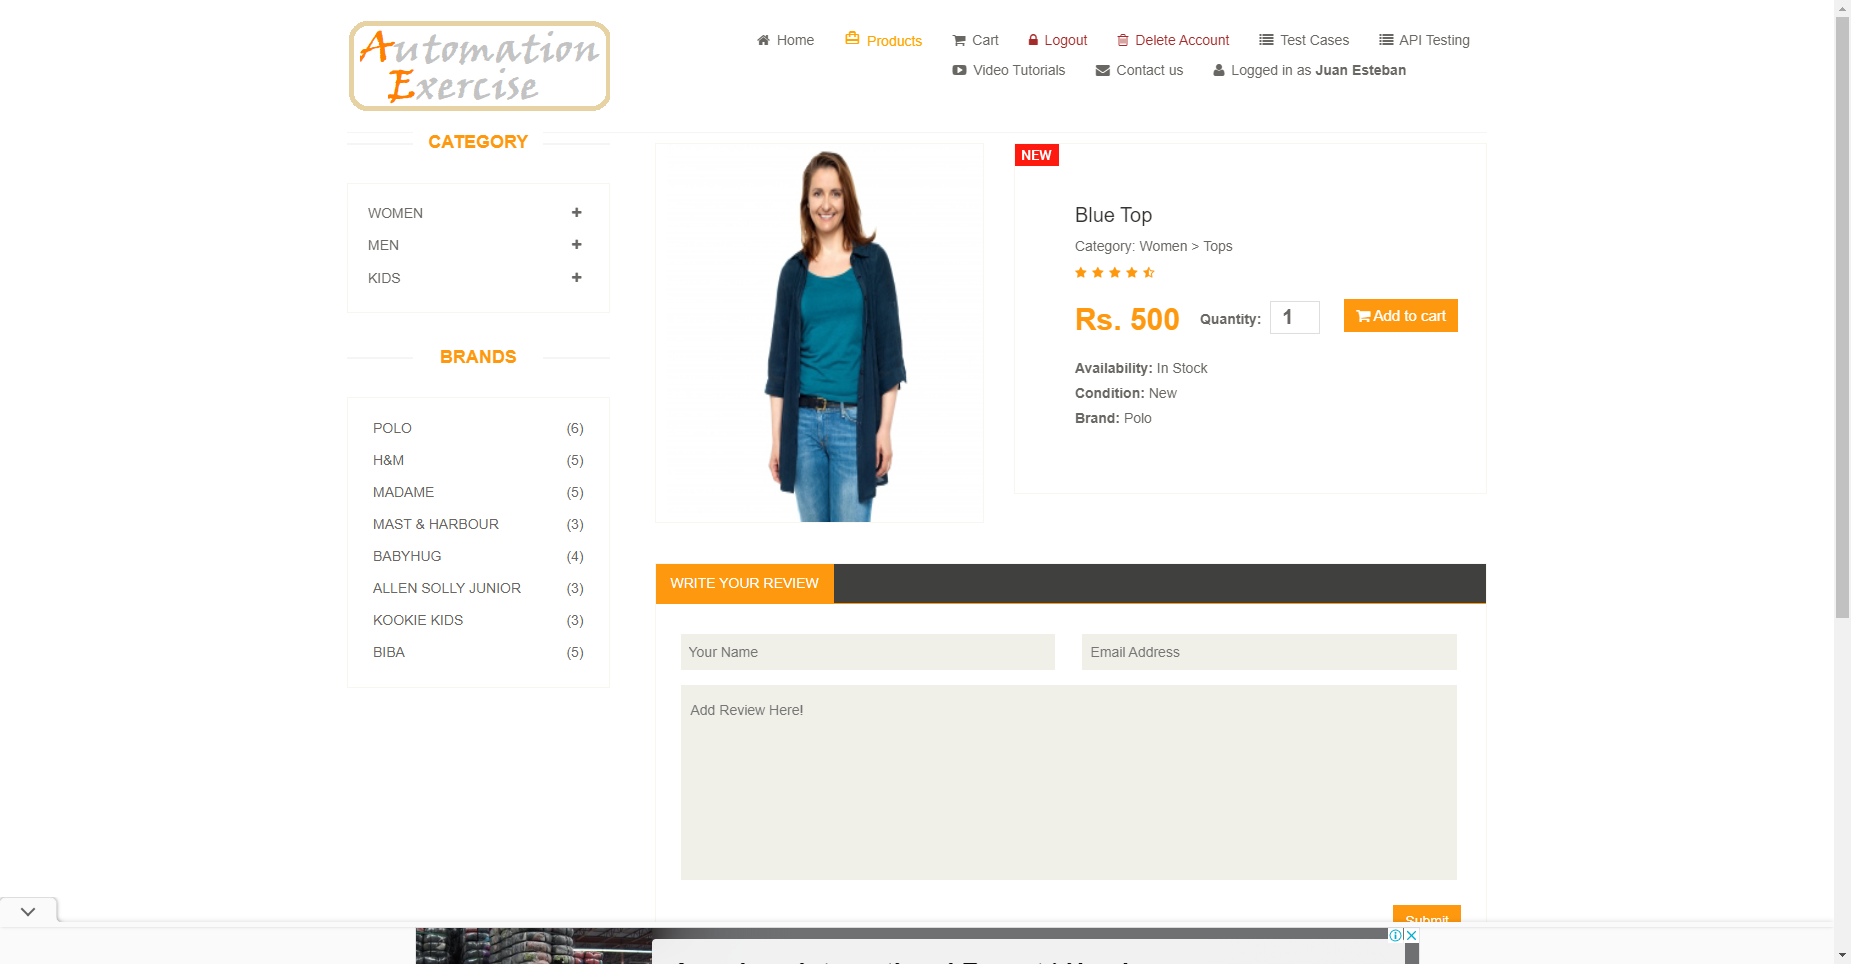 Automation
Exercise
Home
Products
Cart
Logout
Delete Account
Test Cases
API Testing
Video Tutorials
Contact us
Logged in as Juan Esteban
CATEGORY
WOMEN
MEN
KIDS
BRANDS
POLO (6)
H&M (5)
MADAME (5)
MAST & HARBOUR (3)
BABYHUG (4)
ALLEN SOLLY JUNIOR (3)
KOOKIE KIDS (3)
BIBA (5)
NEW
Blue Top
Category: Women > Tops
Rs. 500 Quantity: 1 Add to cart
Availability: In Stock
Condition: New
Brand: Polo
WRITE YOUR REVIEW
Your Name
Email Address
Add Review Here!
Submit